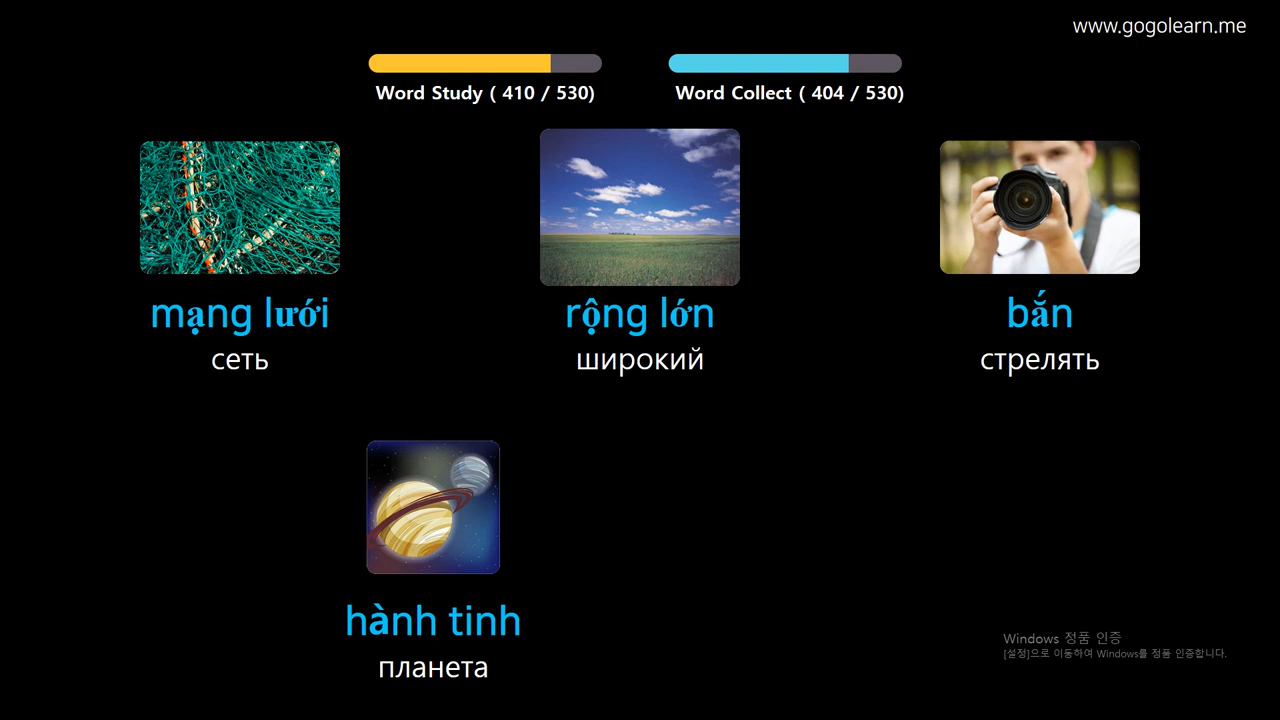 www.gogolearn.me
Word Study ( 410 / 530)
Word Collect ( 404 / 530)
mạng lưới
сеть
rộng lớn
широкий
bắn
стрелять
hành tinh
планета
Windows 정품 인증
[설정]으로 이동하여 Windows를 정품 인증합니다.